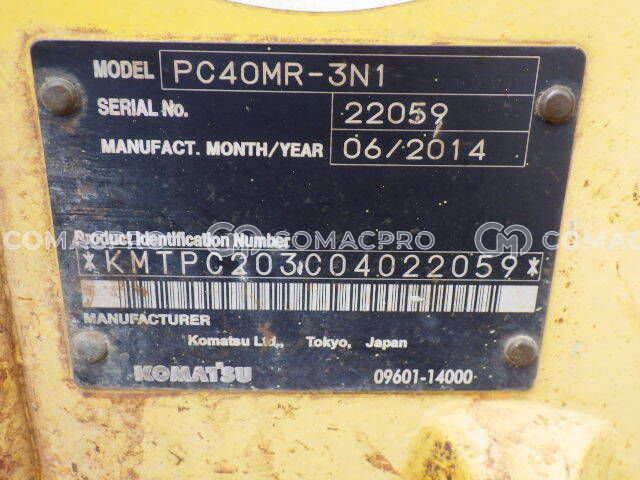 MODEL PC40MR-3N1
SERIAL No. 22059
MANUFACT. MONTH/YEAR 06/2014
Product Identification Number
COMACPRO COMACPRO COMACPRO
*KMTPC203C04022059*
MANUFACTURER
Komatsu Ltd., Tokyo, Japan
KOMATSU 09601-14000